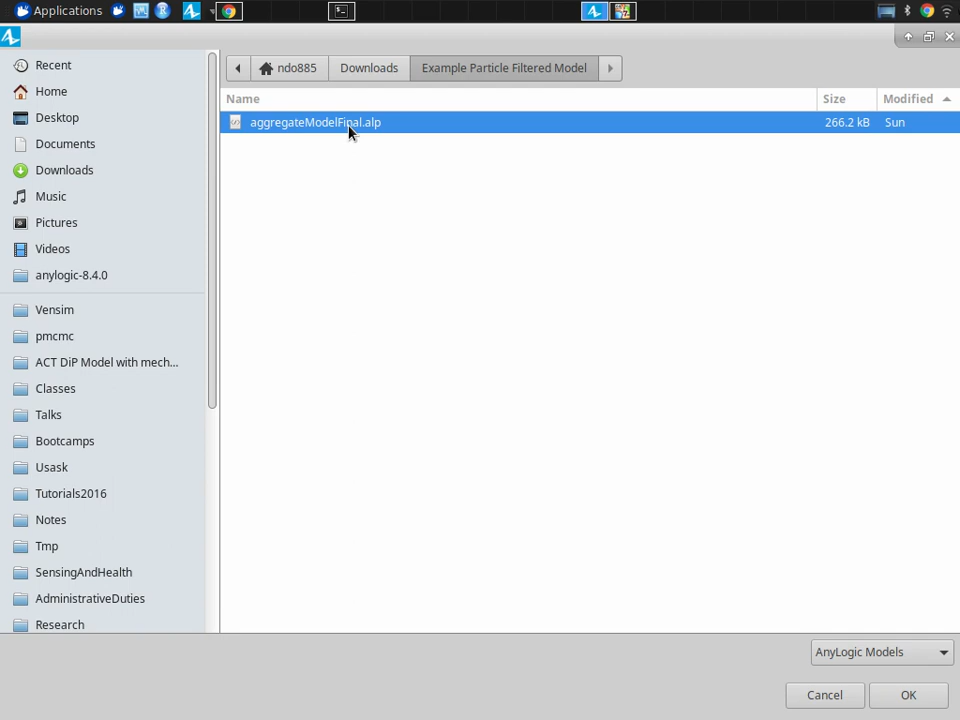 Applications
Recent
Home
Desktop
Documents
Downloads
Music
Pictures
Videos
anylogic-8.4.0
Vensim
pmcmc
ACT DiP Model with mech...
Classes
Talks
Bootcamps
Usask
Tutorials2016
Notes
Tmp
SensingAndHealth
AdministrativeDuties
Research
ndo885 Downloads Example Particle Filtered Model
Name Size Modified
aggregateModelFinal.alp 266.2 kB Sun
AnyLogic Models
Cancel OK